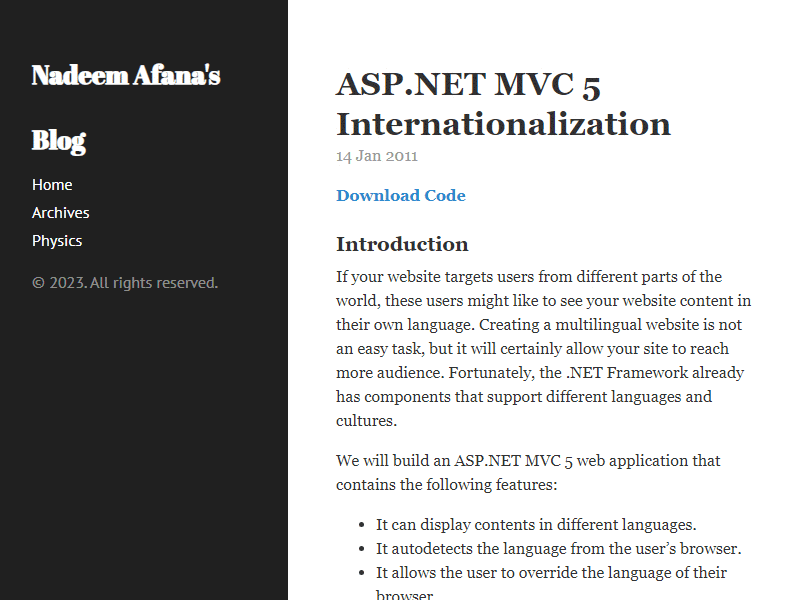 Nadeem Afana's
Blog
Home
Archives
Physics
© 2023. All rights reserved.
ASP.NET MVC 5
Internationalization
14 Jan 2011
Download Code
Introduction
If your website targets users from different parts of the
world, these users might like to see your website content in
their own language. Creating a multilingual website is not
an easy task, but it will certainly allow your site to reach
more audience. Fortunately, the .NET Framework already
has components that support different languages and
cultures.
We will build an ASP.NET MVC 5 web application that
contains the following features:
• It can display contents in different languages.
• It autodetects the language from the user’s browser.
• It allows the user to override the language of their
browser